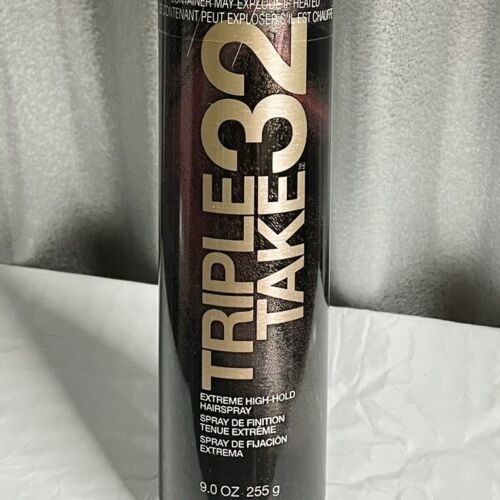 CONTAINER MAY EXPLODE IF HEATED
CONTENANT PEUT EXPLOSER S'IL EST CHAUFFÉ
TRIPLE
TAKE 32
EXTREME HIGH-HOLD
HAIRSPRAY
SPRAY DE FINITION
TENUE EXTRÊME
SPRAY DE FIJACIÓN
EXTREMA
9.0 OZ 255 g